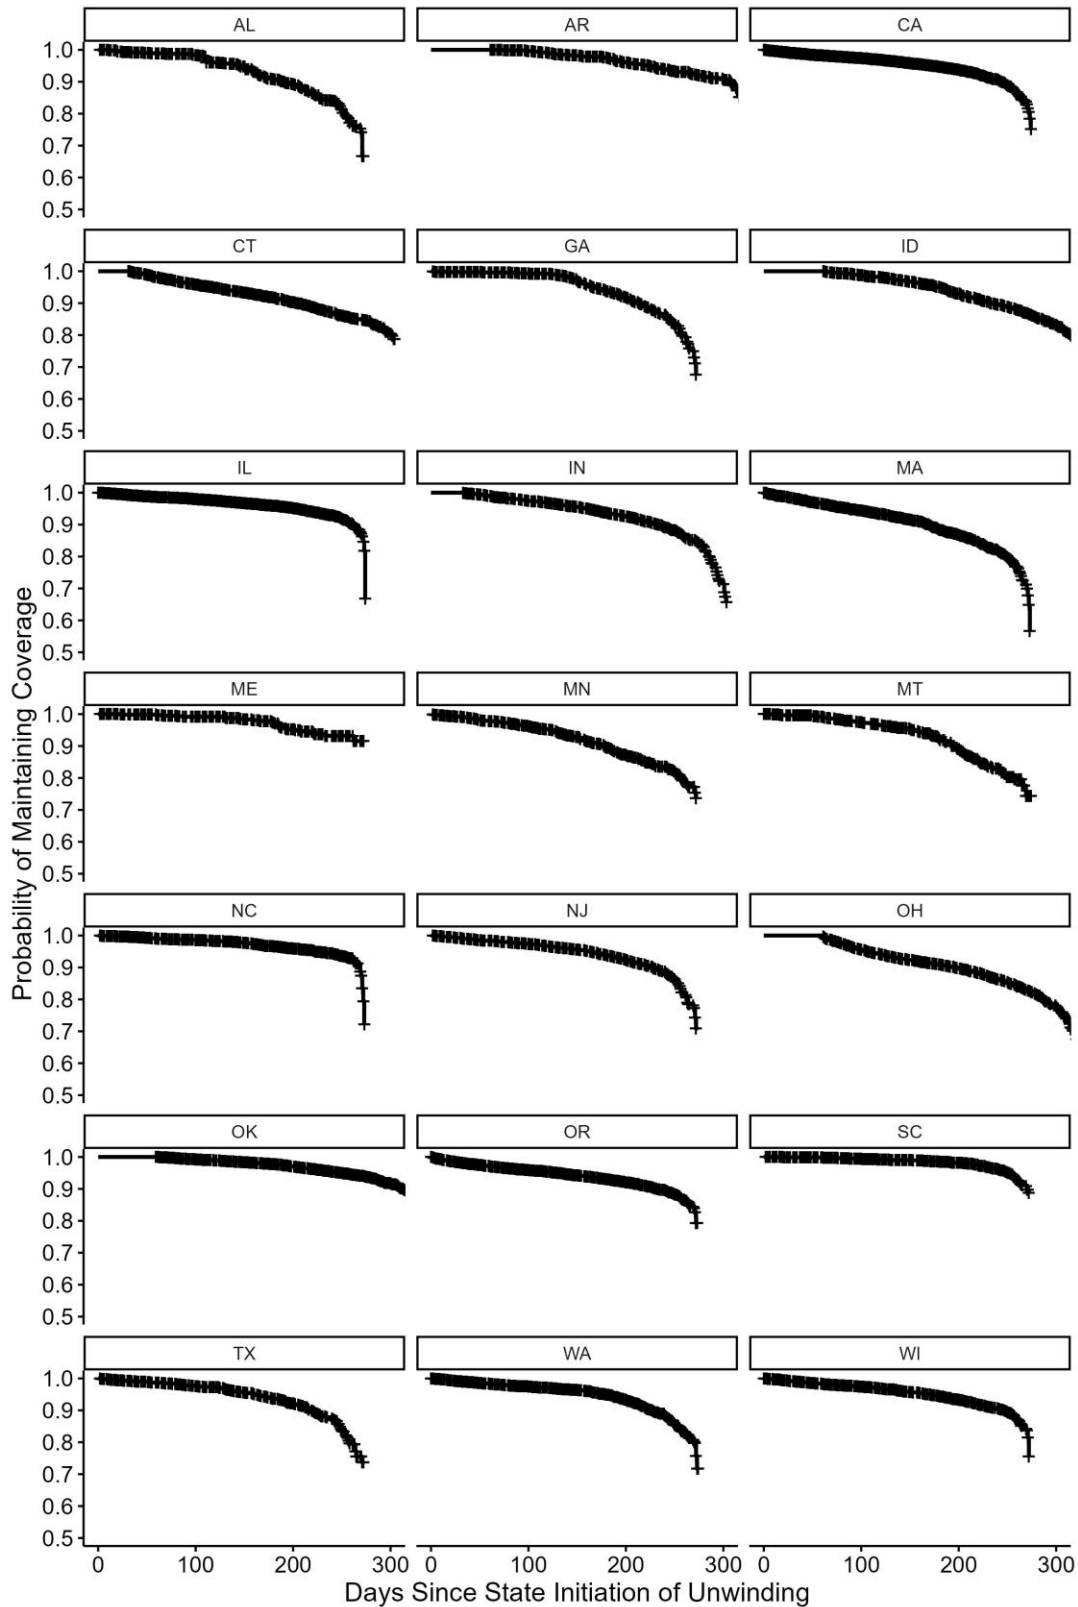 AL
AR
CA
1.0
0.9
0.8
0.7
0.6
0.5
CT
GA
ID
1.0
0.9
0.8
0.7
0.6
0.5
IL
IN
MA
1.0
0.9
0.8
0.7
0.6
0.5
ME
MN
MT
1.0
0.9
0.8
0.7
0.6
0.5
NC
NJ
OH
1.0
0.9
0.8
0.7
0.6
0.5
OK
OR
SC
1.0
0.9
0.8
0.7
0.6
0.5
TX
WA
WI
1.0
0.9
0.8
0.7
0.6
0.5
Probability of Maintaining Coverage
0 100 200 300 0 100 200 300 0 100 200 300
Days Since State Initiation of Unwinding